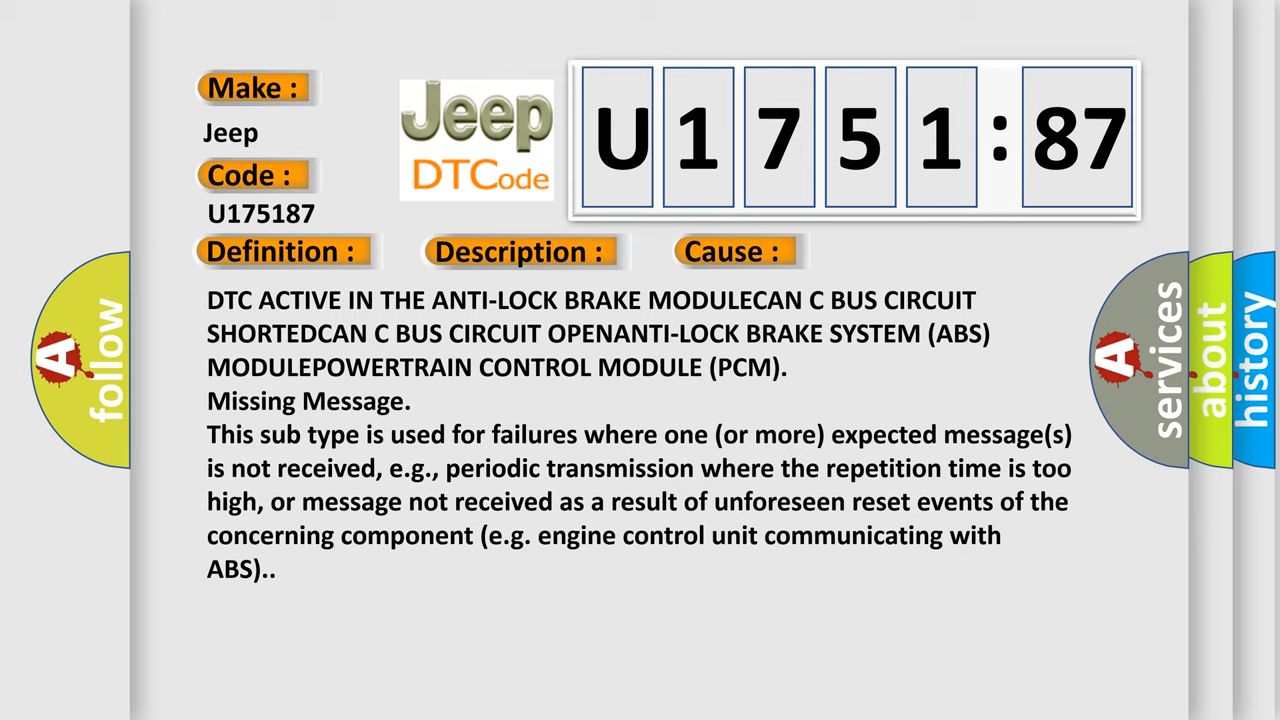 Make :
Jeep
Code :
U175187
Jeep
DTCode
U1751:87
Definition :
Description :
Cause :
DTC ACTIVE IN THE ANTI-LOCK BRAKE MODULECAN C BUS CIRCUIT
SHORTEDCAN C BUS CIRCUIT OPENANTI-LOCK BRAKE SYSTEM (ABS)
MODULEPOWERTRAIN CONTROL MODULE (PCM).
Missing Message.
This sub type is used for failures where one (or more) expected message(s)
is not received, e.g., periodic transmission where the repetition time is too
high, or message not received as a result of unforeseen reset events of the
concerning component (e.g. engine control unit communicating with
ABS)..
A follow
A services
about
history